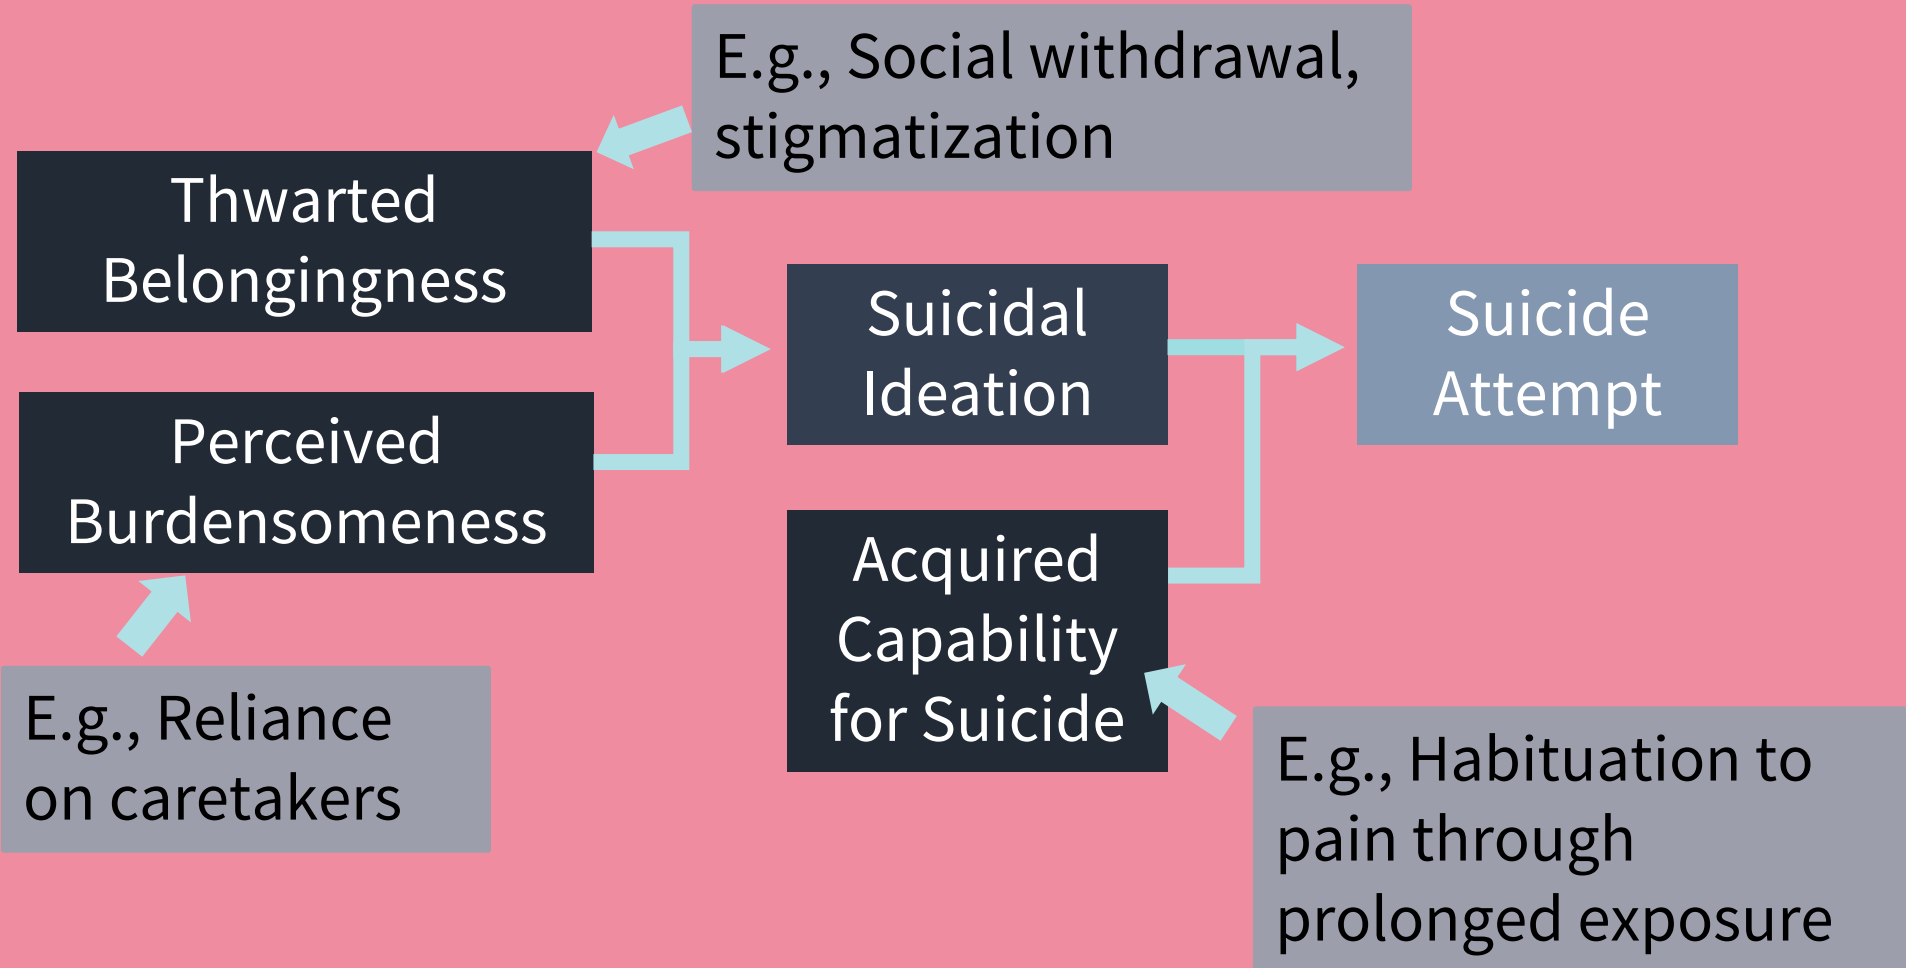 E.g., Social withdrawal,
stigmatization
Thwarted
Belongingness
Perceived
Burdensomeness
Suicidal
Ideation
Suicide
Attempt
Acquired
Capability
for Suicide
E.g., Reliance
on caretakers
E.g., Habituation to
pain through
prolonged exposure